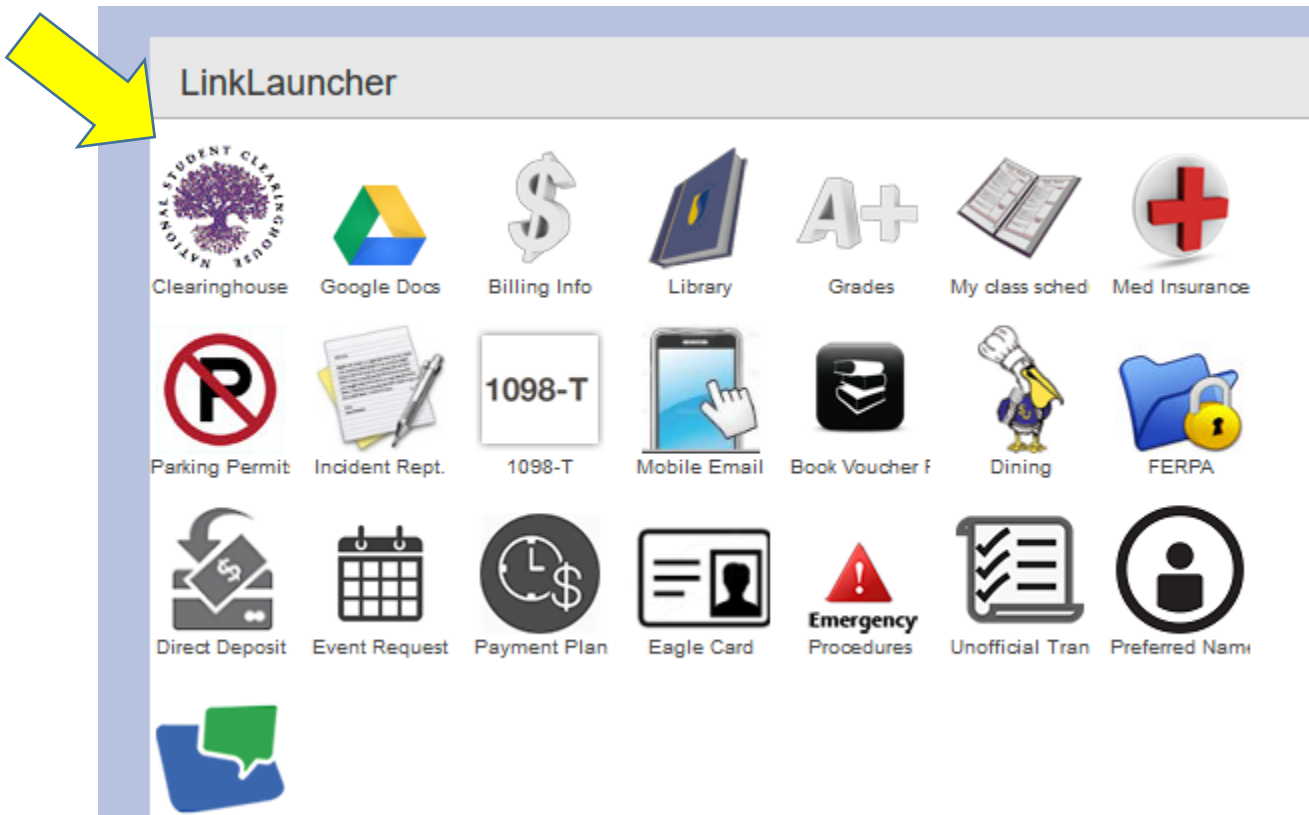 LinkLauncher
NATIONAL STUDENT CLEARINGHOUSE
Clearinghouse
Google Docs
Billing Info
Library
A+
Grades
My class sched
Med Insurance
P
Parking Permit
Incident Rept.
1098-T
1098-T
Mobile Email
Book Voucher F
SU
Dining
FERPA
$
Direct Deposit
Event Request
$
Payment Plan
Eagle Card
!
Emergency
Procedures
Unofficial Tran
Preferred Name